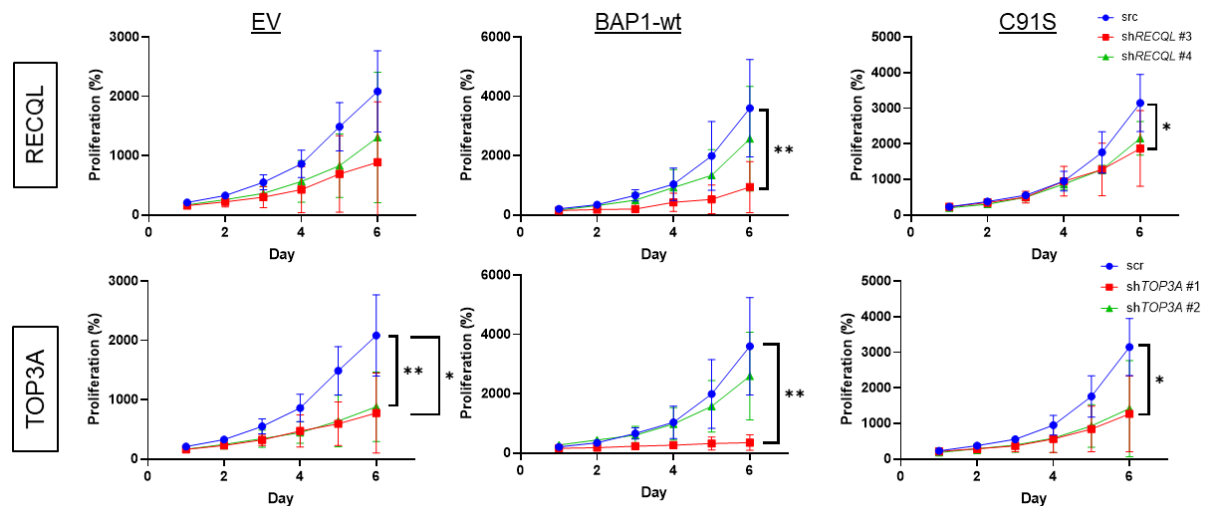 EV
BAP1-wt
C91S
RECQL
3000
2000
1000
0
Proliferation (%)
0
2
4
6
Day
6000
4000
2000
0
Proliferation (%)
0
2
4
6
Day
**
5000
4000
3000
2000
1000
0
Proliferation (%)
0
2
4
6
Day
*
src
shRECQL #3
shRECQL #4
TOP3A
3000
2000
1000
0
Proliferation (%)
0
2
4
6
Day
**
*
6000
4000
2000
0
Proliferation (%)
0
2
4
6
Day
**
5000
4000
3000
2000
1000
0
Proliferation (%)
0
2
4
6
Day
*
scr
shTOP3A #1
shTOP3A #2